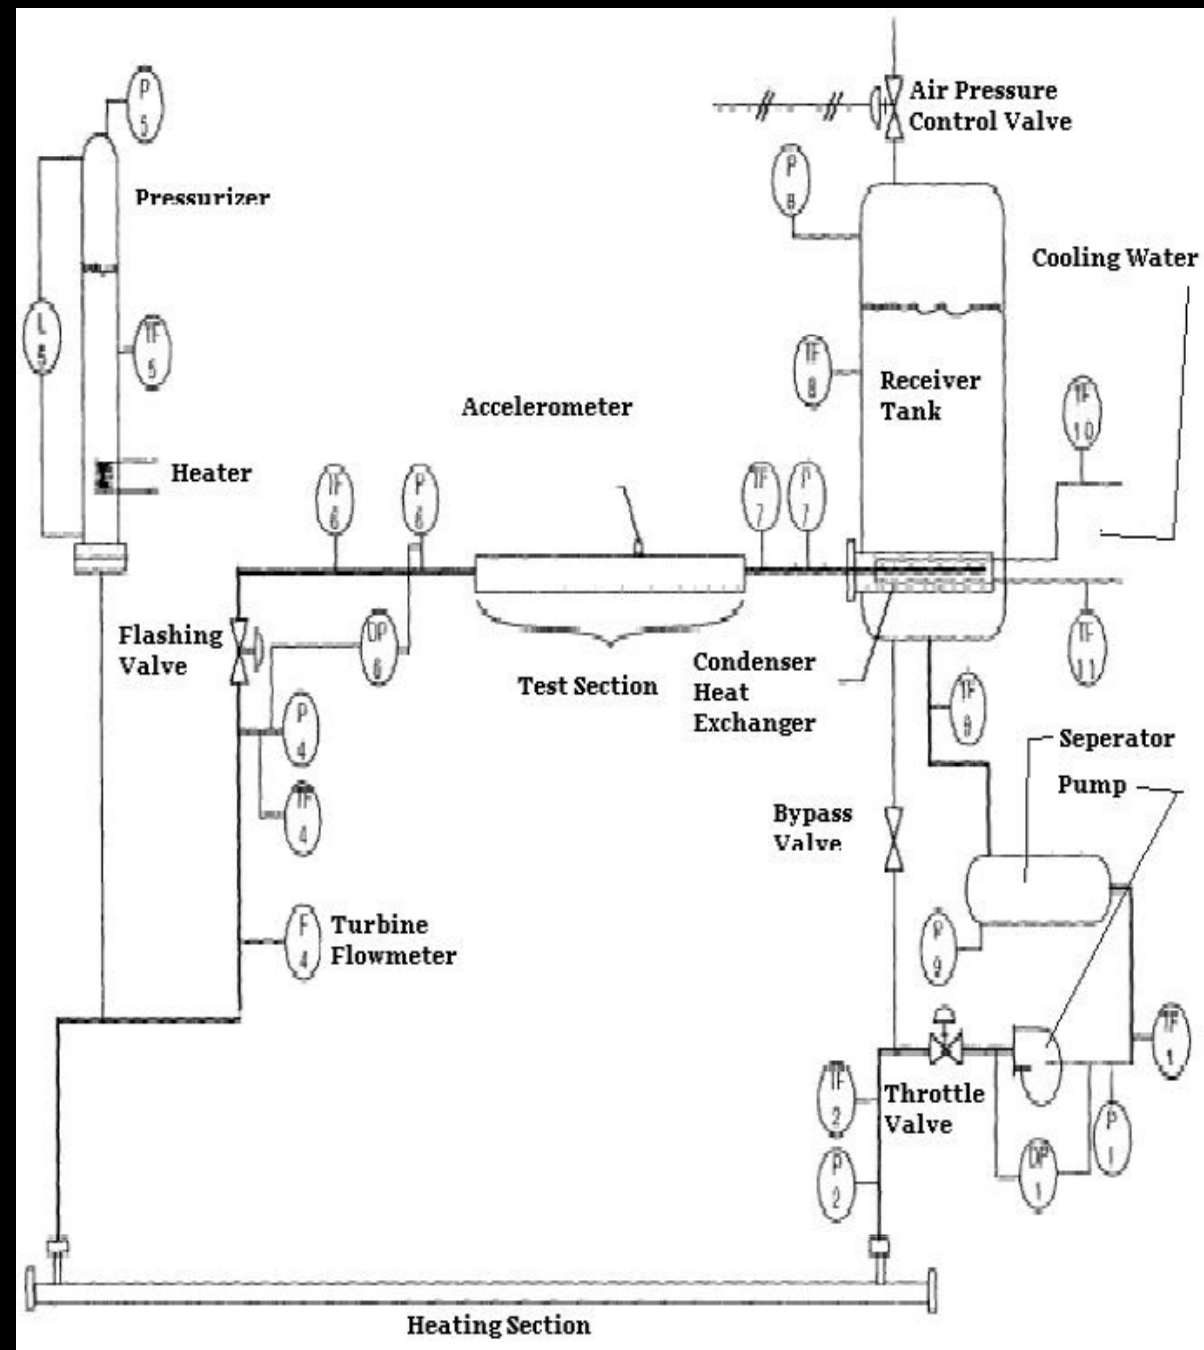 P
5
Air Pressure
Control Valve
P
8
Pressurizer
Cooling Water
L
5
TF
5
TF
8
Receiver
Tank
TF
10
Accelerometer
Heater
TF
6
P
6
TF
7
P
7
Flashing
Valve
DP
6
Test Section
Condenser
Heat
Exchanger
TF
11
TF
8
P
4
Seperator
Pump
TF
4
Bypass
Valve
F
4
Turbine
Flowmeter
P
9
TF
1
TF
2
Throttle
Valve
P
1
DP
1
P
2
Heating Section